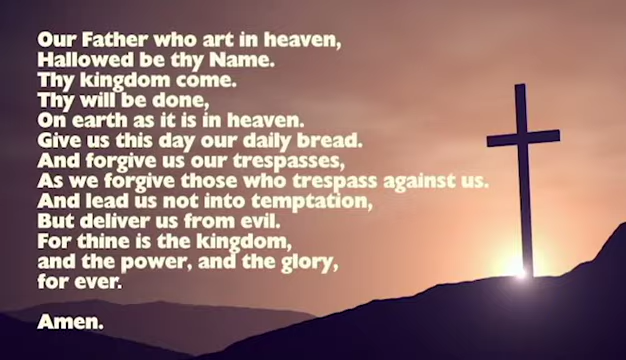 Our Father who art in heaven,
Hallowed be thy Name.
Thy kingdom come.
Thy will be done,
On earth as it is in heaven.
Give us this day our daily bread.
And forgive us our trespasses,
As we forgive those who trespass against us.
And lead us not into temptation,
But deliver us from evil.
For thine is the kingdom,
and the power, and the glory,
for ever.
Amen.